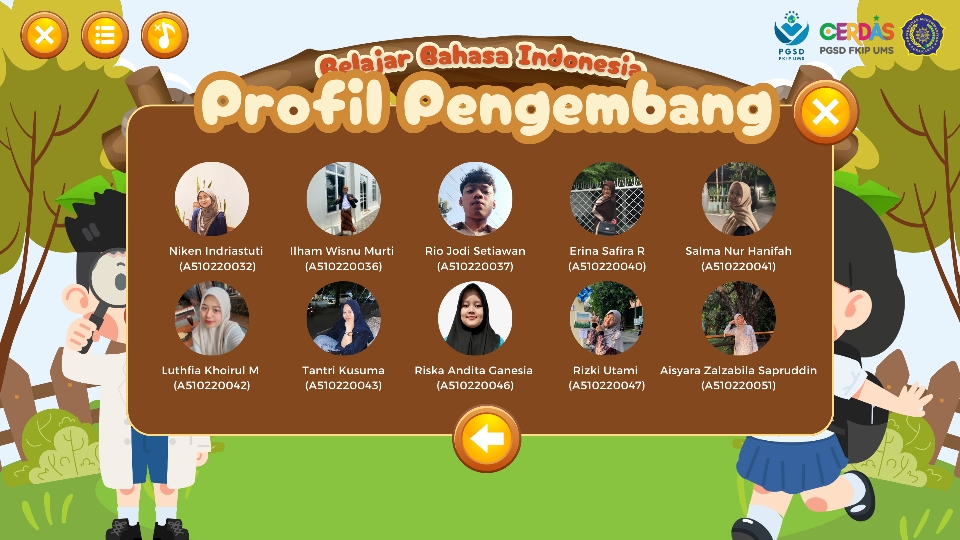 PGSD
FKIP UMS
CERDAS
PGSD FKIP UMS
Belajar Bahasa Indonesia
Profil Pengembang
Niken Indriastuti
(A510220032)
Ilham Wisnu Murti
(A510220036)
Rio Jodi Setiawan
(A510220037)
Erina Safira R
(A510220040)
Salma Nur Hanifah
(A510220041)
Luthfia Khoirul M
(A510220042)
Tantri Kusuma
(A510220043)
Riska Andita Ganesia
(A510220046)
Rizki Utami
(A510220047)
Aisyara Zalzabila Sapruddin
(A510220051)